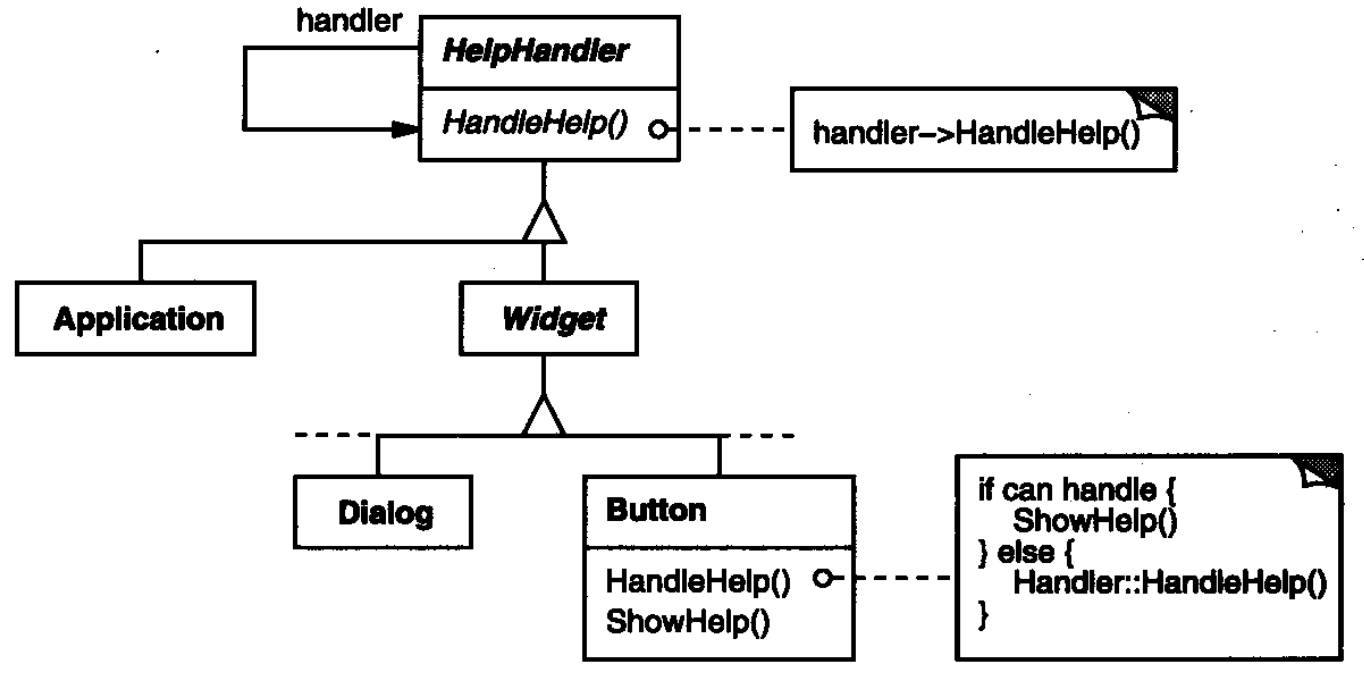 handler
HelpHandler
HandleHelp()
handler->HandleHelp()
Application
Widget
Dialog
Button
HandleHelp()
ShowHelp()
if can handle {
ShowHelp()
} else {
Handler::HandleHelp()
}